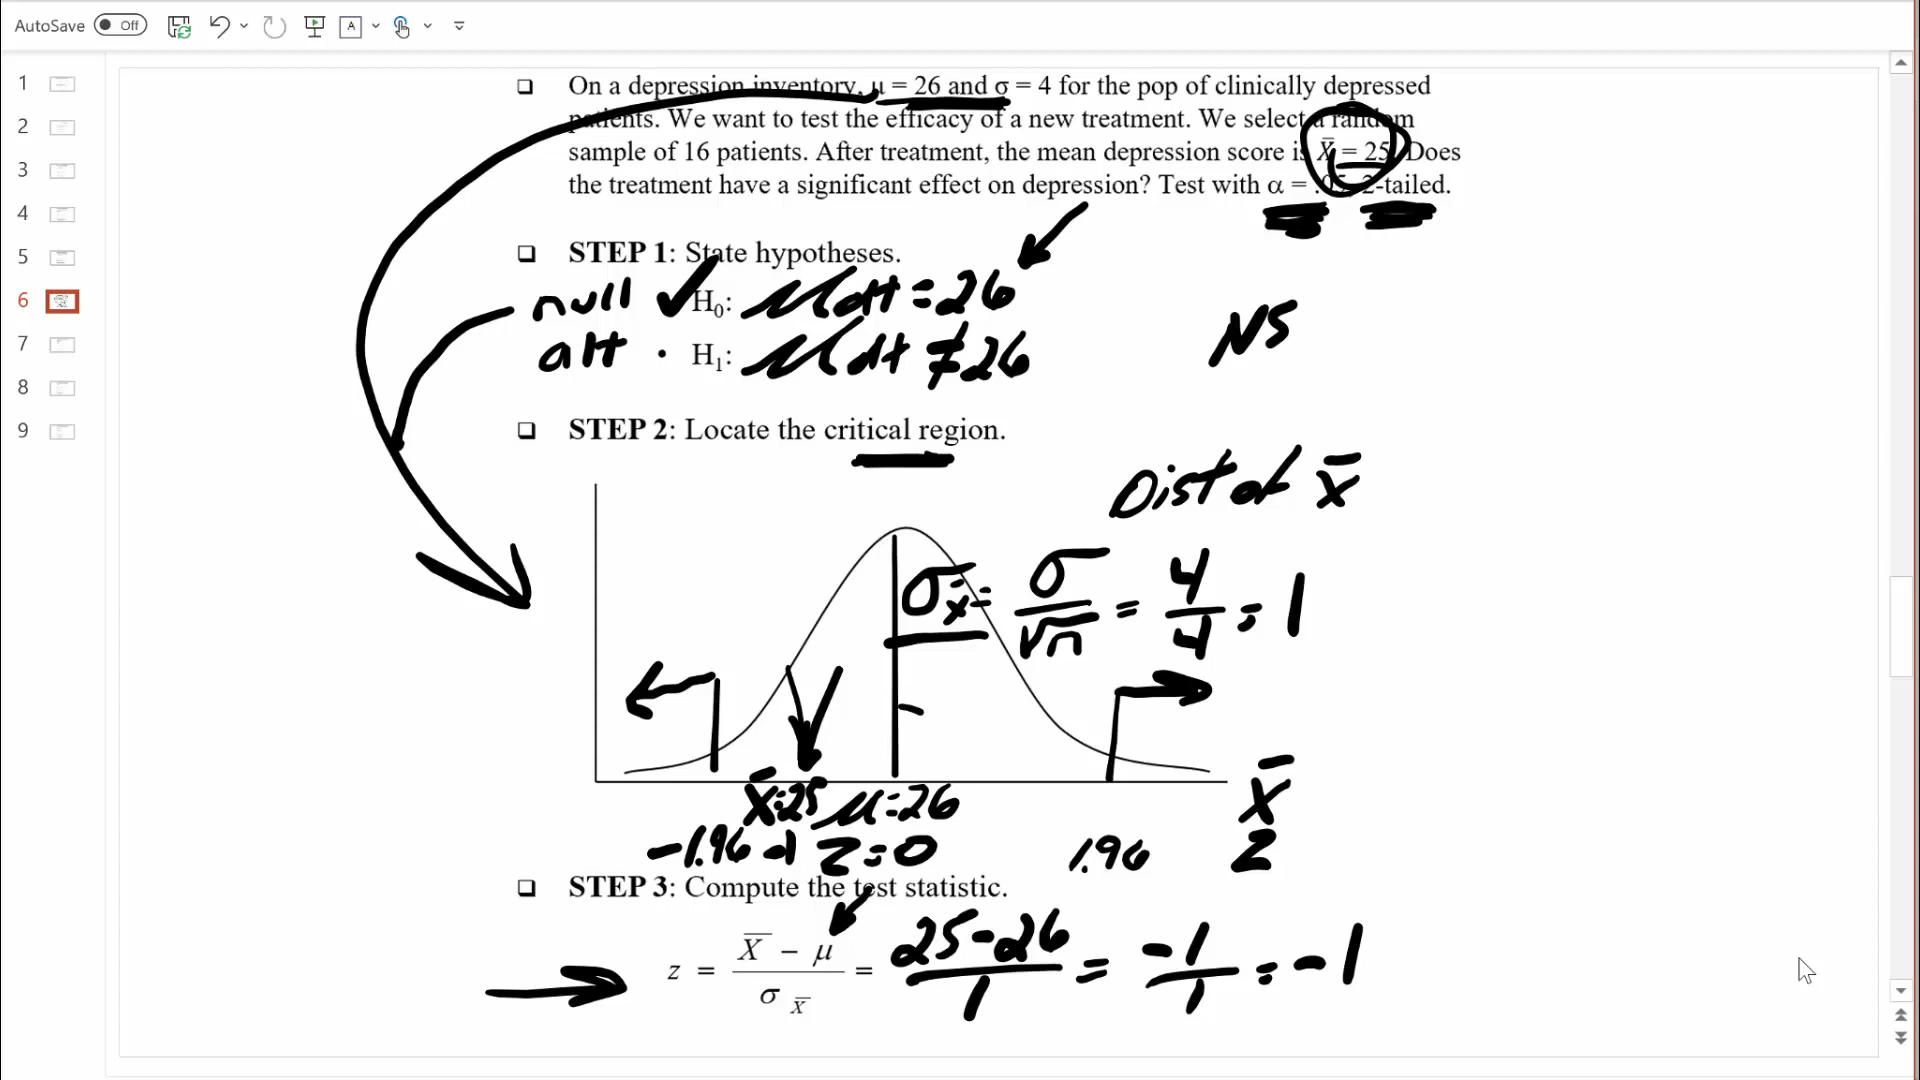 AutoSave Off A
1
2
3
4
5
6
7
8
9
On a depression inventory, μ = 26 and σ = 4 for the pop of clinically depressed
patients. We want to test the efficacy of a new treatment. We select a random
sample of 16 patients. After treatment, the mean depression score is X̄ = 25. Does
the treatment have a significant effect on depression? Test with α = .05, 2-tailed.
STEP 1: State hypotheses.
null ✓ H₀: μdt = 26
NS
alt • H₁: μdt ≠ 26
STEP 2: Locate the critical region.
Dist of x̄
σx̄ = σ/√n = 4/4 = 1
x̄ = 25 μ = 26 x̄
-1.96 -1 z = 0 1.96 z
STEP 3: Compute the test statistic.
z = (X̄ − μ)/σX̄ = (25 - 26)/1 = -1/1 = -1